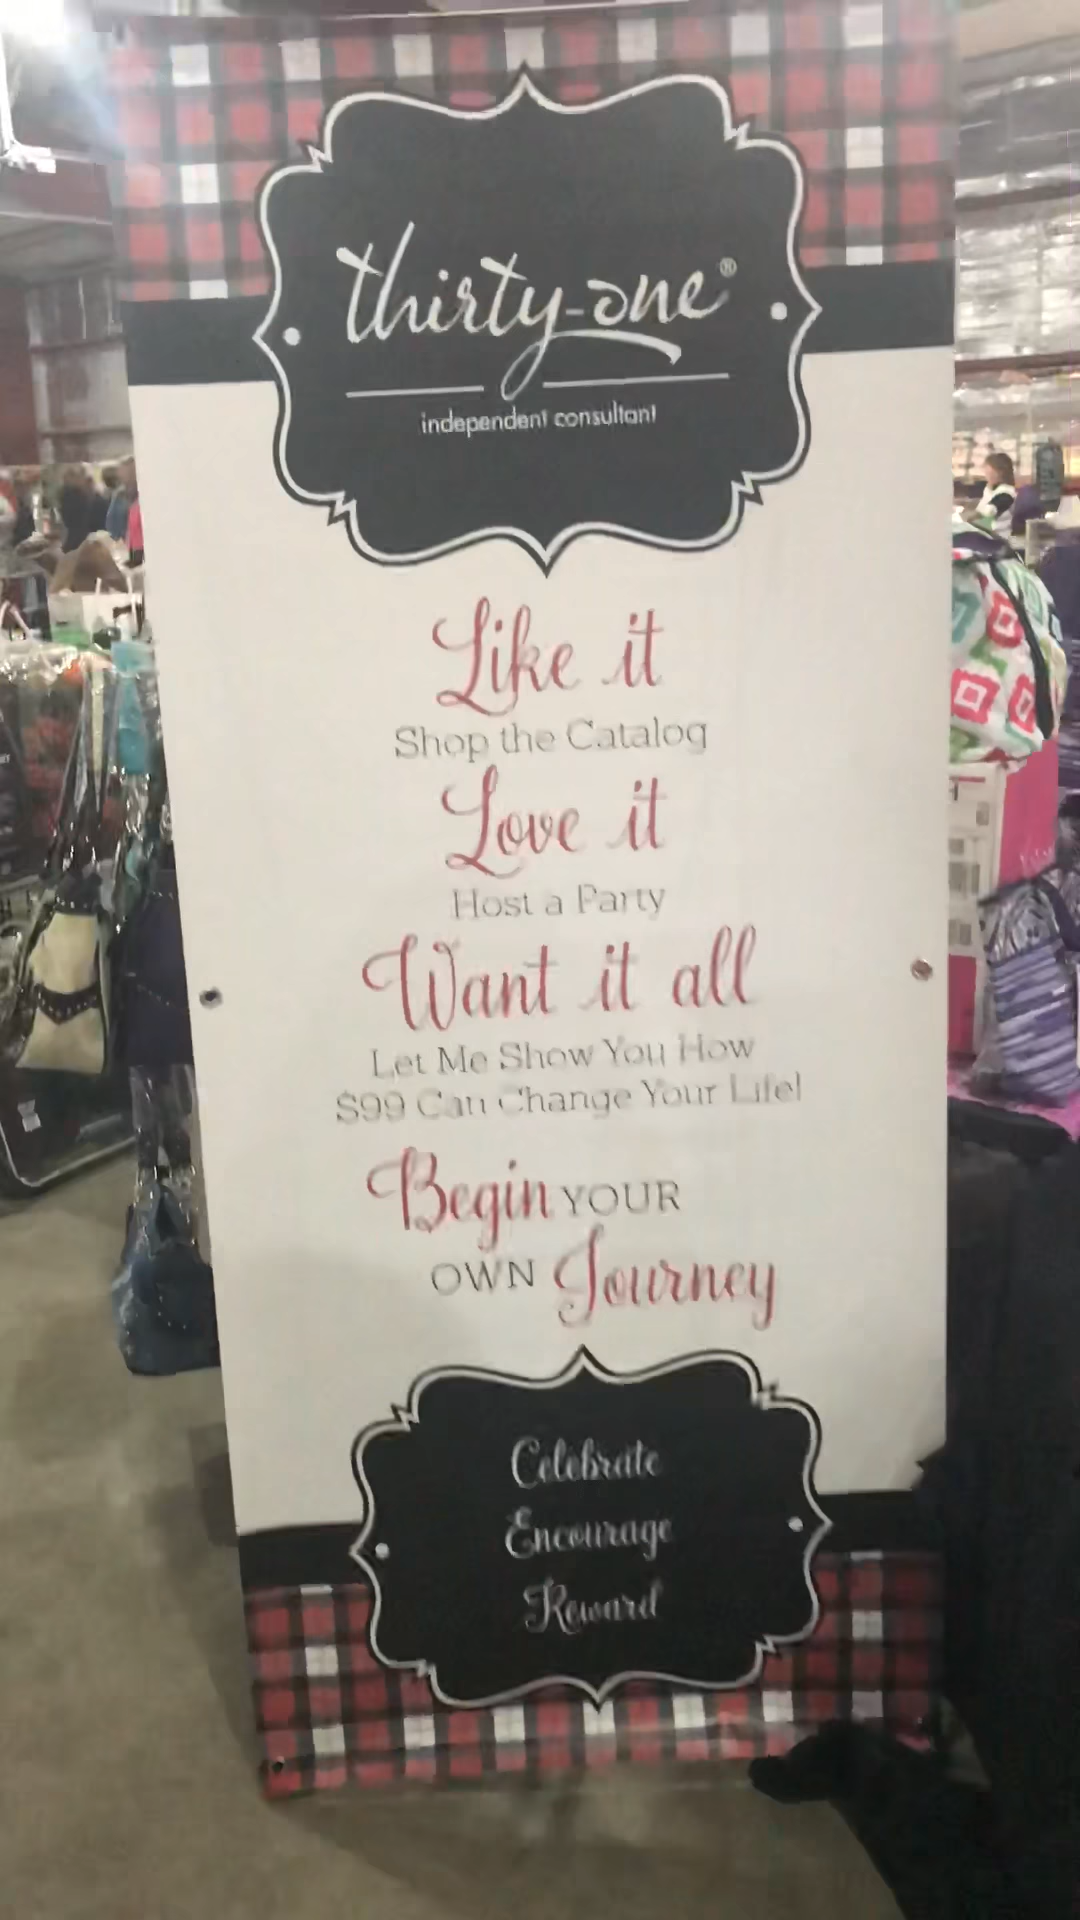 thirty-one®
independent consultant
Like it
Shop the Catalog
Love it
Host a Party
Want it all
Let Me Show You How
$99 Can Change Your Life!
Begin YOUR
OWN Journey
Celebrate
Encourage
Reward